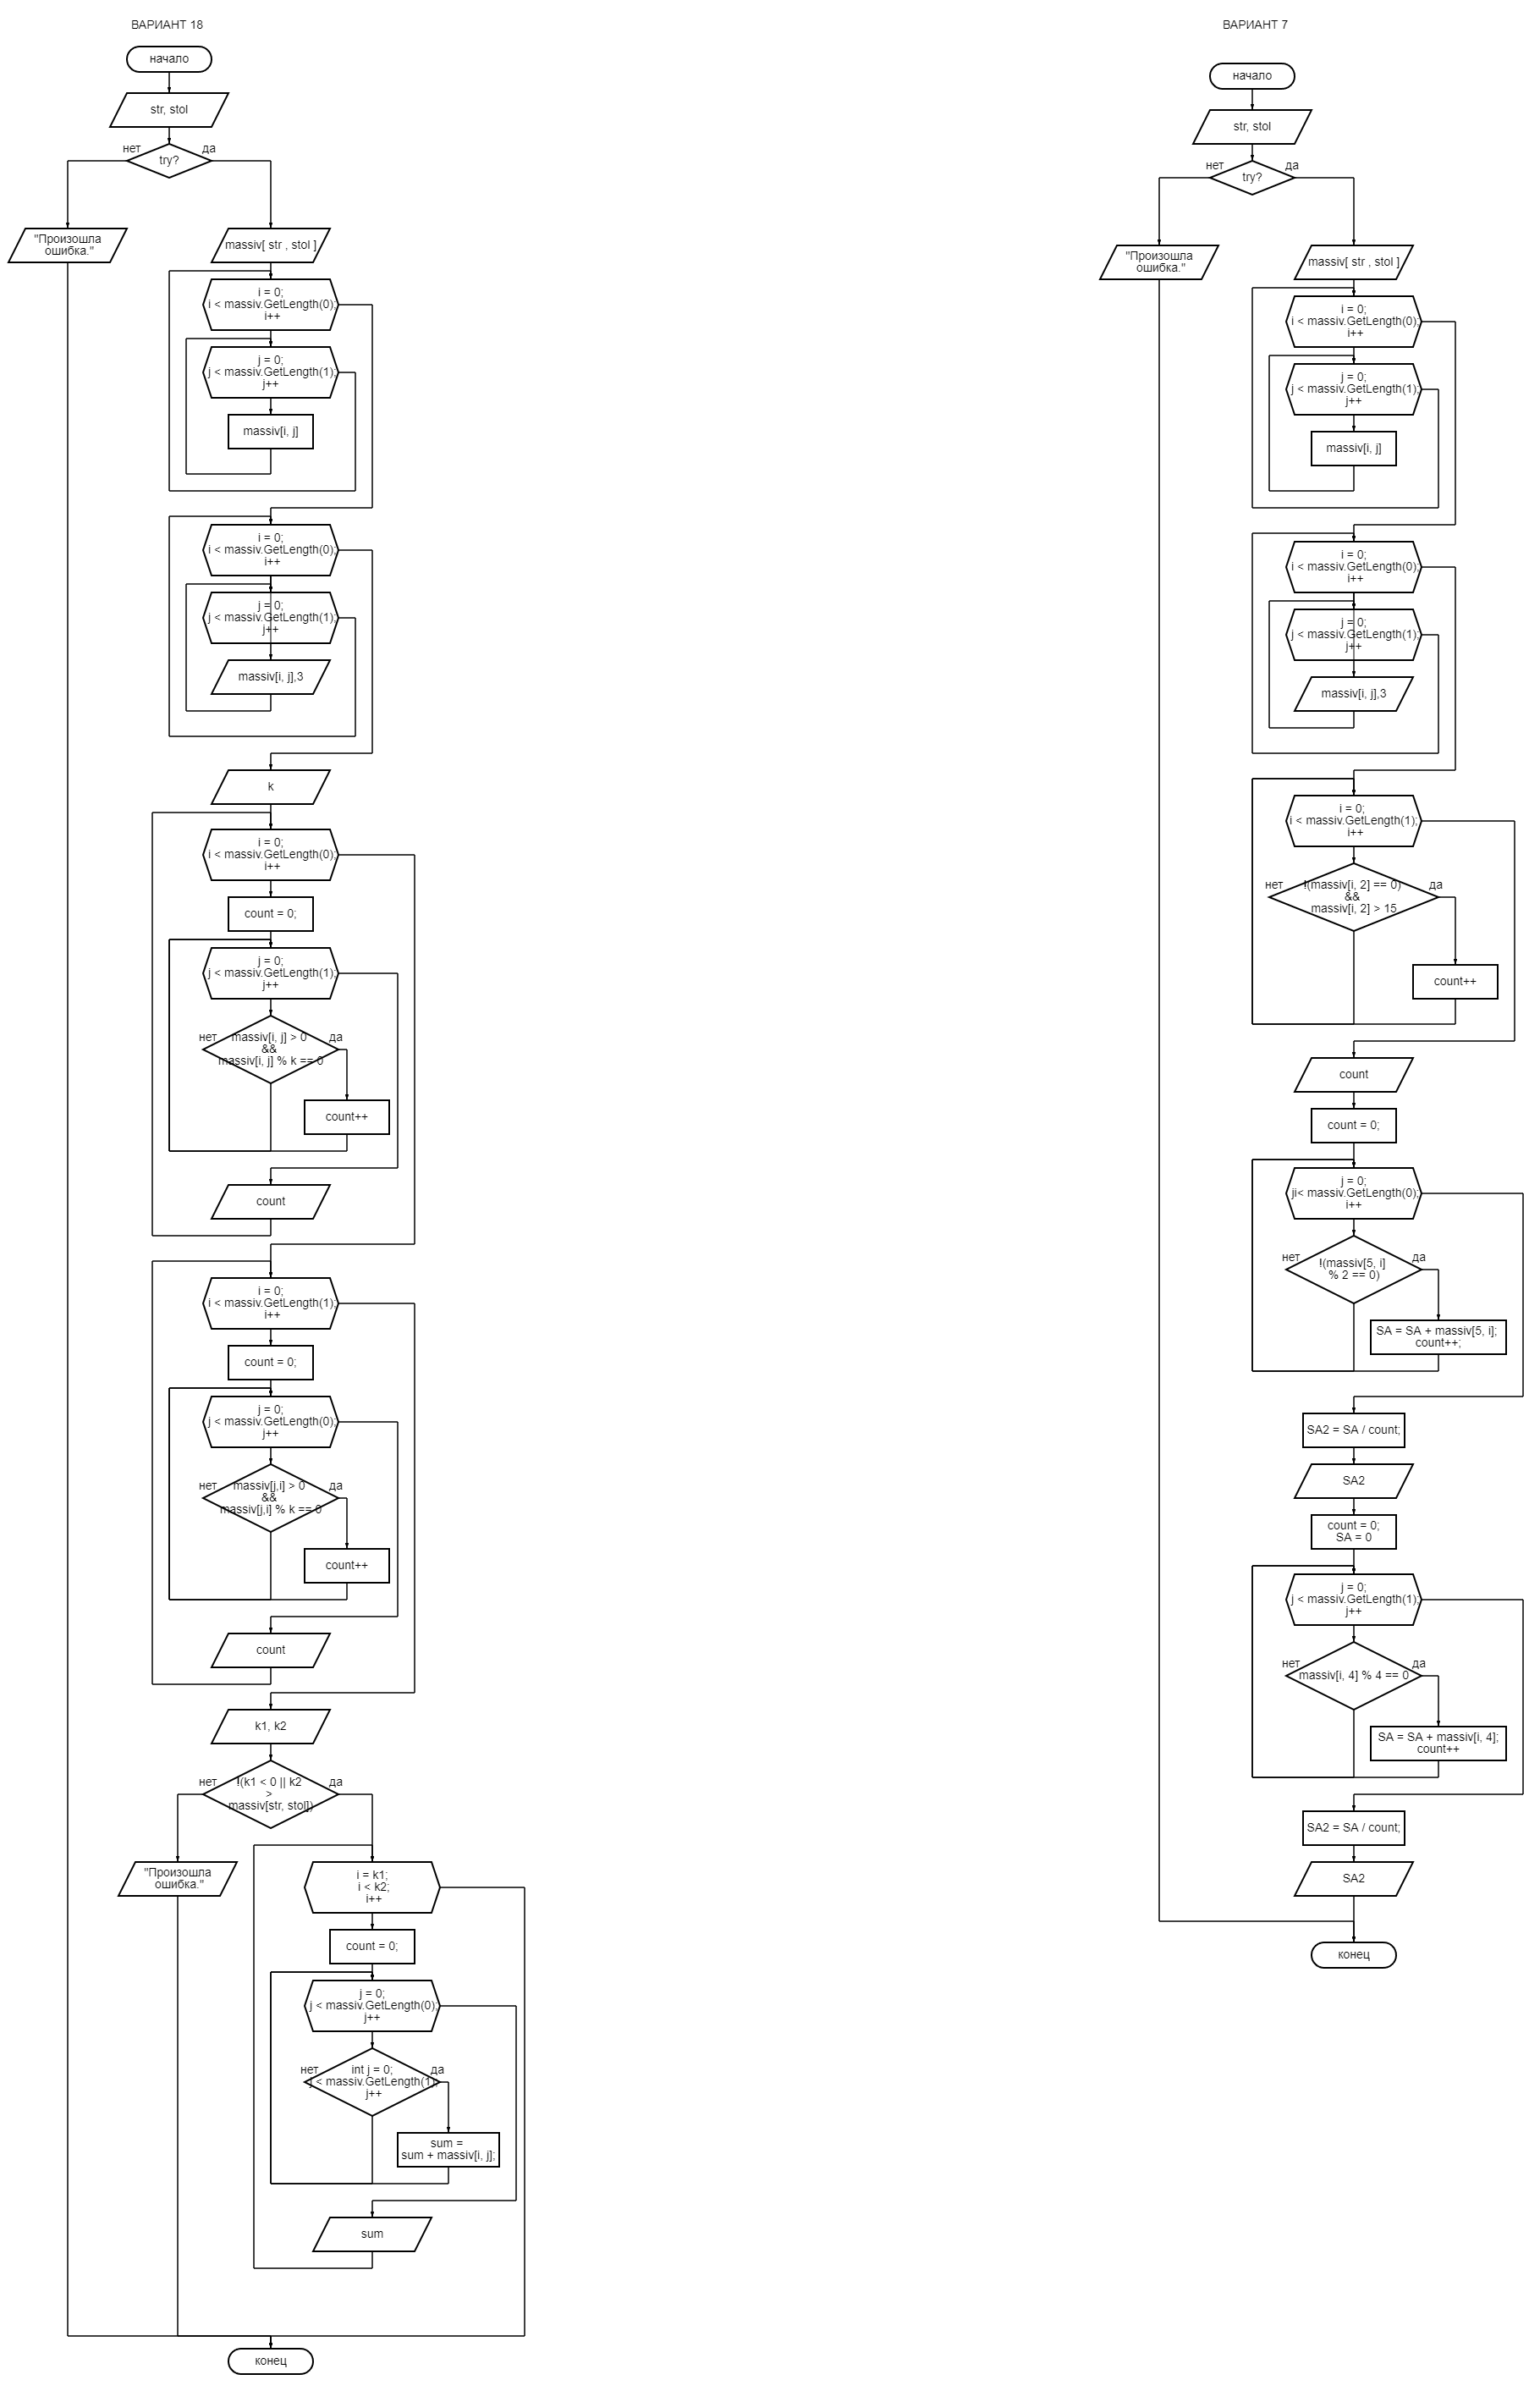 ВАРИАНТ 18
начало
str, stol
нет
да
try?
"Произошла
ошибка."
massiv[ str , stol ]
i = 0;
i < massiv.GetLength(0);
i++
j = 0;
j < massiv.GetLength(1);
j++
massiv[i, j]
i = 0;
i < massiv.GetLength(0);
i++
j = 0;
j < massiv.GetLength(1);
j++
massiv[i, j],3
k
i = 0;
i < massiv.GetLength(0);
i++
count = 0;
j = 0;
j < massiv.GetLength(1);
j++
нет
да
massiv[i, j] > 0
&&
massiv[i, j] % k == 0
count++
count
i = 0;
i < massiv.GetLength(1);
i++
count = 0;
j = 0;
j < massiv.GetLength(0);
j++
нет
да
massiv[j,i] > 0
&&
massiv[j,i] % k == 0
count++
count
k1, k2
нет
да
!(k1 < 0 || k2
>
massiv[str, stol])
"Произошла
ошибка."
i = k1;
i < k2;
i++
count = 0;
j = 0;
j < massiv.GetLength(0);
j++
нет
да
int j = 0;
j < massiv.GetLength(1);
j++
sum =
sum + massiv[i, j];
sum
конец
ВАРИАНТ 7
начало
str, stol
нет
да
try?
"Произошла
ошибка."
massiv[ str , stol ]
i = 0;
i < massiv.GetLength(0);
i++
j = 0;
j < massiv.GetLength(1);
j++
massiv[i, j]
i = 0;
i < massiv.GetLength(0);
i++
j = 0;
j < massiv.GetLength(1);
j++
massiv[i, j],3
i = 0;
i < massiv.GetLength(1);
i++
нет
да
!(massiv[i, 2] == 0)
&&
massiv[i, 2] > 15
count++
count
count = 0;
j = 0;
ji< massiv.GetLength(0);
i++
нет
да
!(massiv[5, i]
% 2 == 0)
SA = SA + massiv[5, i];
count++;
SA2 = SA / count;
SA2
count = 0;
SA = 0
j = 0;
j < massiv.GetLength(1);
j++
нет
да
massiv[i, 4] % 4 == 0
SA = SA + massiv[i, 4];
count++
SA2 = SA / count;
SA2
конец